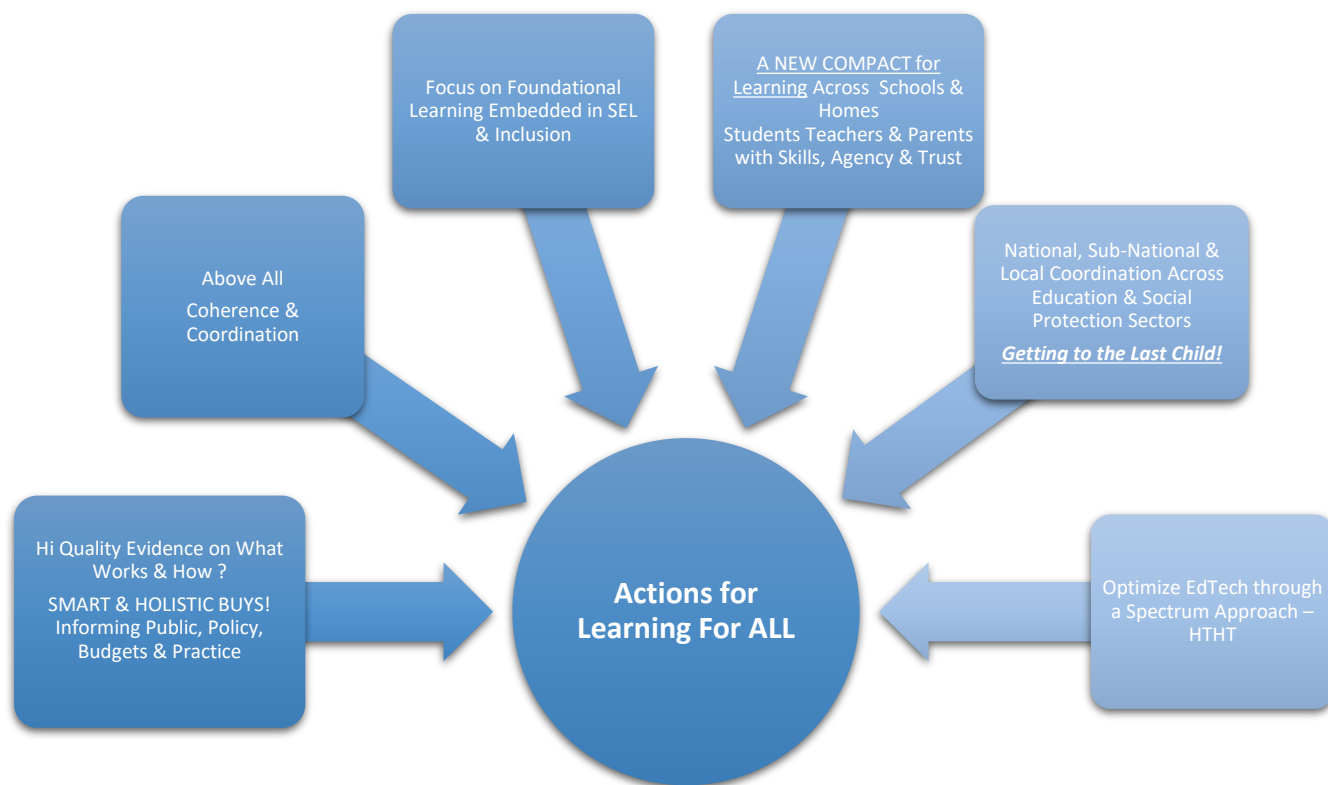 Hi Quality Evidence on What
Works & How ?
SMART & HOLISTIC BUYS!
Informing Public, Policy,
Budgets & Practice
Above All
Coherence &
Coordination
Focus on Foundational
Learning Embedded in SEL
& Inclusion
A NEW COMPACT for
Learning Across Schools &
Homes
Students Teachers & Parents
with Skills, Agency & Trust
National, Sub-National &
Local Coordination Across
Education & Social
Protection Sectors
Getting to the Last Child!
Optimize EdTech through
a Spectrum Approach –
HTHT
Actions for
Learning For ALL